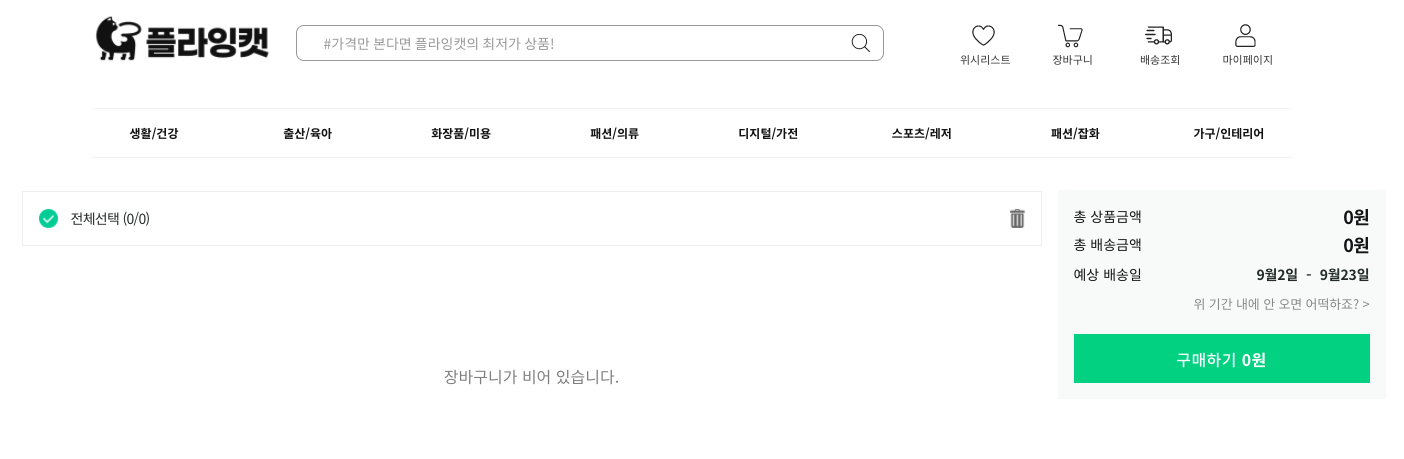 플라잉캣
#가격만 본다면 플라잉캣의 최저가 상품!
위시리스트 장바구니 배송조회 마이페이지
생활/건강 출산/육아 화장품/미용 패션/의류 디지털/가전 스포츠/레저 패션/잡화 가구/인테리어
전체선택 (0/0)
장바구니가 비어 있습니다.
총 상품금액 0원
총 배송금액 0원
예상 배송일 9월2일 - 9월23일
위 기간 내에 안 오면 어떡하죠? >
구매하기 0원